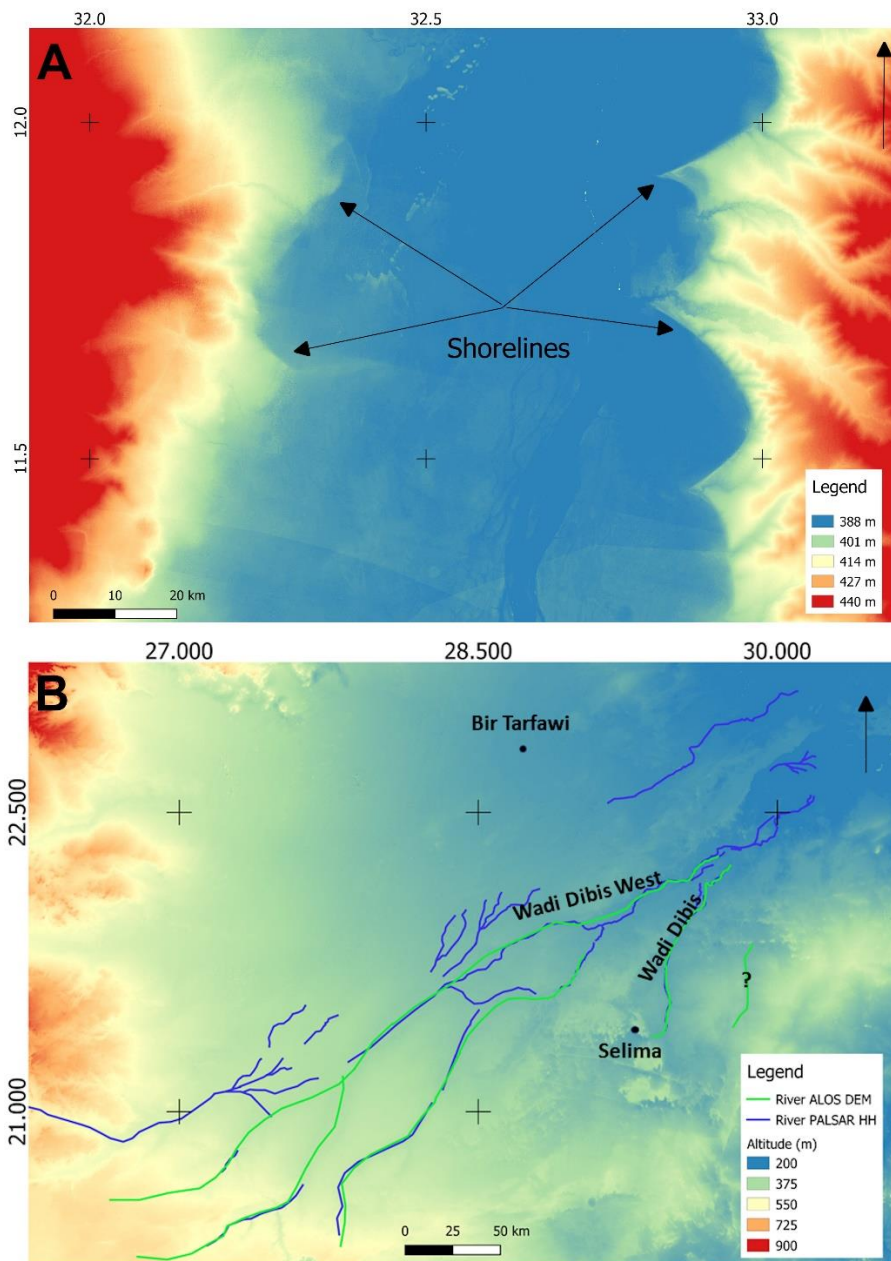 32.0 32.5 33.0
A
12.0
Shorelines
11.5
Legend
388 m
401 m
414 m
427 m
440 m
0 10 20 km
27.000 28.500 30.000
B
Bir Tarfawi
22.500
Wadi Dibis West
Wadi Dibis
?
Selima
21.000
Legend
River ALOS DEM
River PALSAR HH
Altitude (m)
200
375
550
725
900
0 25 50 km